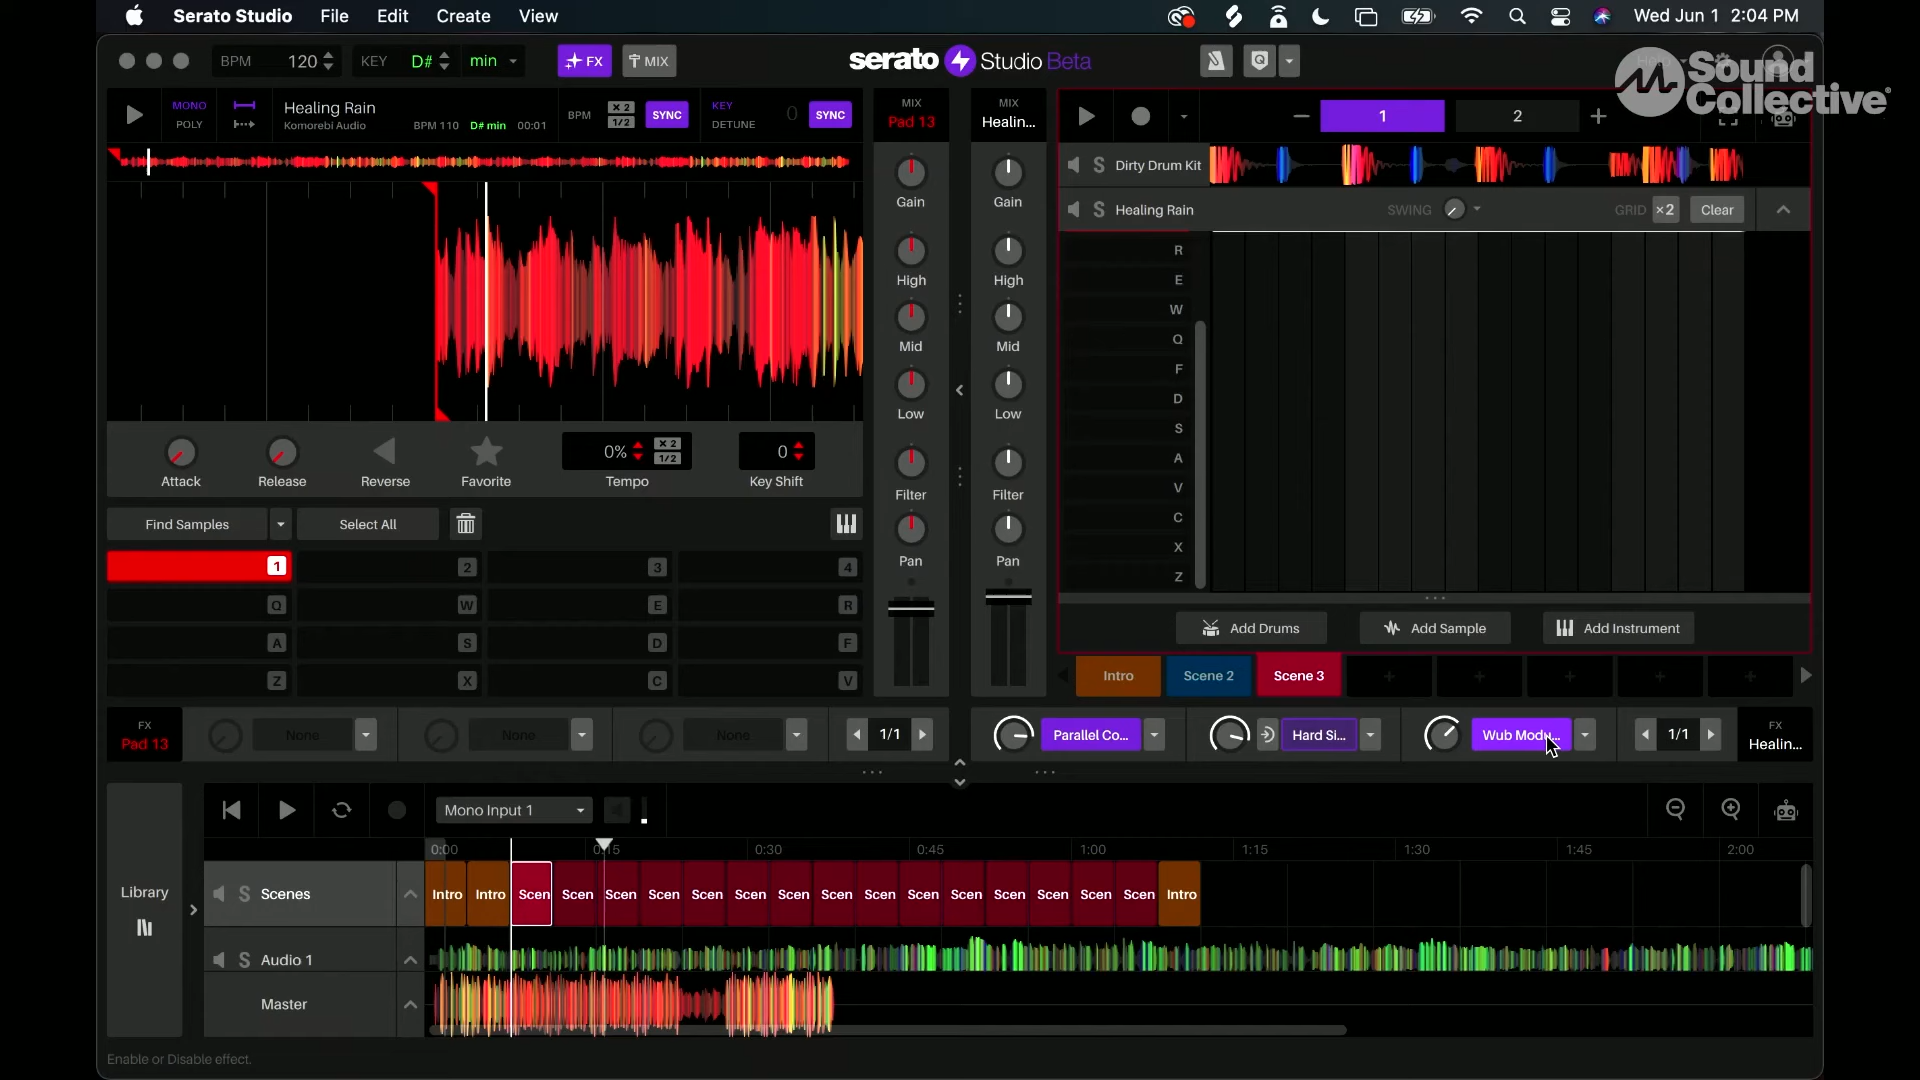 Serato Studio File Edit Create View Wed Jun 1 2:04 PM
BPM 120 KEY D# min FX MIX serato Studio Beta
Sound Collective
MONO POLY Healing Rain BPM x2 1/2 SYNC KEY DETUNE 0 SYNC
Komorebi Audio BPM 110 D# min 00:01
MIX Pad 13 MIX Healin... 1 2
S Dirty Drum Kit
S Healing Rain SWING GRID x2 Clear
Gain Gain
High High
Mid Mid
Low Low
Filter Filter
Pan Pan
R
E
W
Q
F
D
S
A
V
C
X
Z
0% x2 1/2 0
Attack Release Reverse Favorite Tempo Key Shift
Find Samples Select All
1 2 3 4
Q W E R
A S D F
Z X C V
Add Drums Add Sample Add Instrument
Intro Scene 2 Scene 3
FX Pad 13 None None None 1/1 Parallel Co... Hard Si... Wub Modu... 1/1 FX Healin...
Mono Input 1
0:00 0:15 0:30 0:45 1:00 1:15 1:30 1:45 2:00
Library
S Scenes Intro Intro Scen Scen Scen Scen Scen Scen Scen Scen Scen Scen Scen Scen Scen Scen Scen Intro
S Audio 1
Master
Enable or Disable effect.